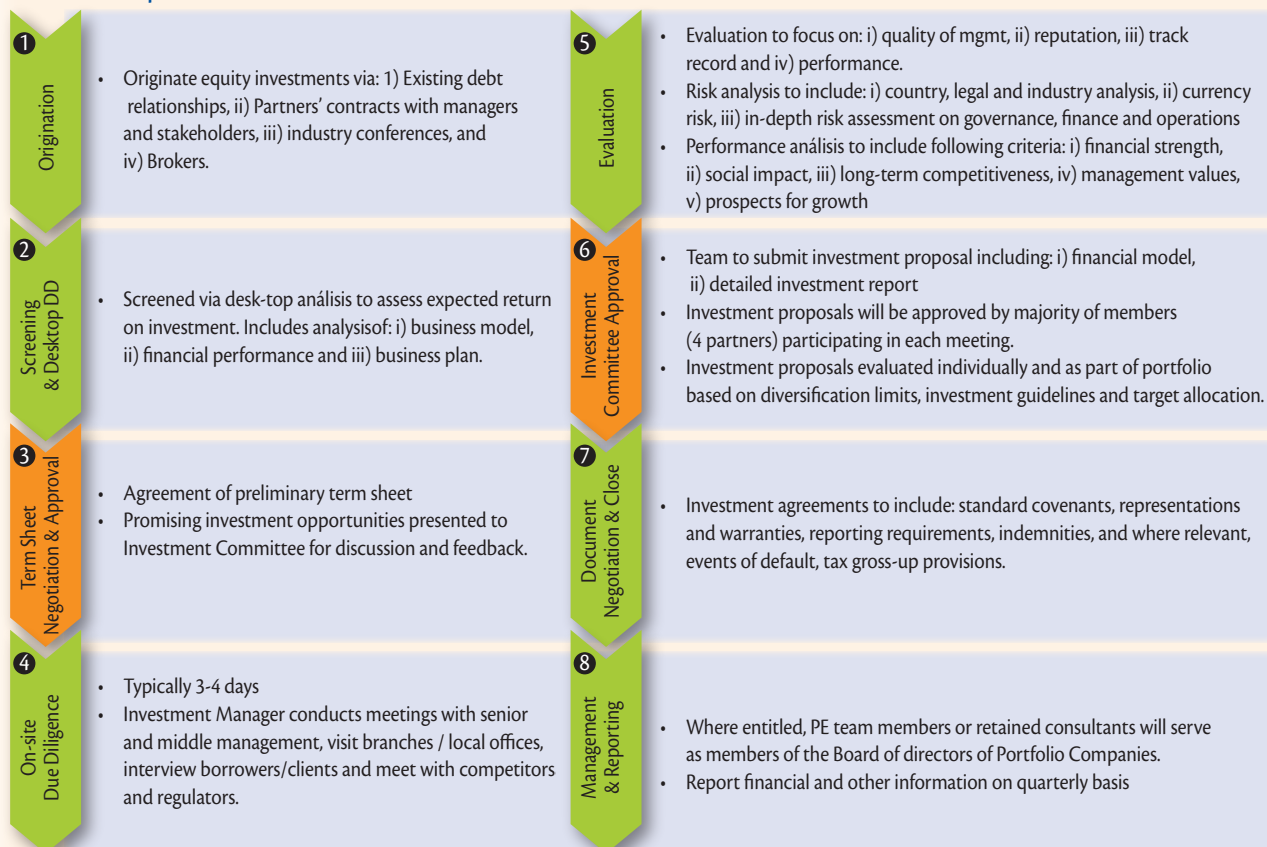 1
Origination
• Originate equity investments via: 1) Existing debt
relationships, ii) Partners' contracts with managers
and stakeholders, iii) industry conferences, and
iv) Brokers.
2
Screening
& Desktop DD
• Screened via desk-top análisis to assess expected return
on investment. Includes analysisof: i) business model,
ii) financial performance and iii) business plan.
3
Term Sheet
Negotiation & Approval
• Agreement of preliminary term sheet
• Promising investment opportunities presented to
Investment Committee for discussion and feedback.
4
On-site
Due Diligence
• Typically 3-4 days
• Investment Manager conducts meetings with senior
and middle management, visit branches / local offices,
interview borrowers/clients and meet with competitors
and regulators.
5
Evaluation
• Evaluation to focus on: i) quality of mgmt, ii) reputation, iii) track
record and iv) performance.
• Risk analysis to include: i) country, legal and industry analysis, ii) currency
risk, iii) in-depth risk assessment on governance, finance and operations
• Performance análisis to include following criteria: i) financial strength,
ii) social impact, iii) long-term competitiveness, iv) management values,
v) prospects for growth
6
Investment
Committee Approval
• Team to submit investment proposal including: i) financial model,
ii) detailed investment report
• Investment proposals will be approved by majority of members
(4 partners) participating in each meeting.
• Investment proposals evaluated individually and as part of portfolio
based on diversification limits, investment guidelines and target allocation.
7
Document
Negotiation & Close
• Investment agreements to include: standard covenants, representations
and warranties, reporting requirements, indemnities, and where relevant,
events of default, tax gross-up provisions.
8
Management
& Reporting
• Where entitled, PE team members or retained consultants will serve
as members of the Board of directors of Portfolio Companies.
• Report financial and other information on quarterly basis